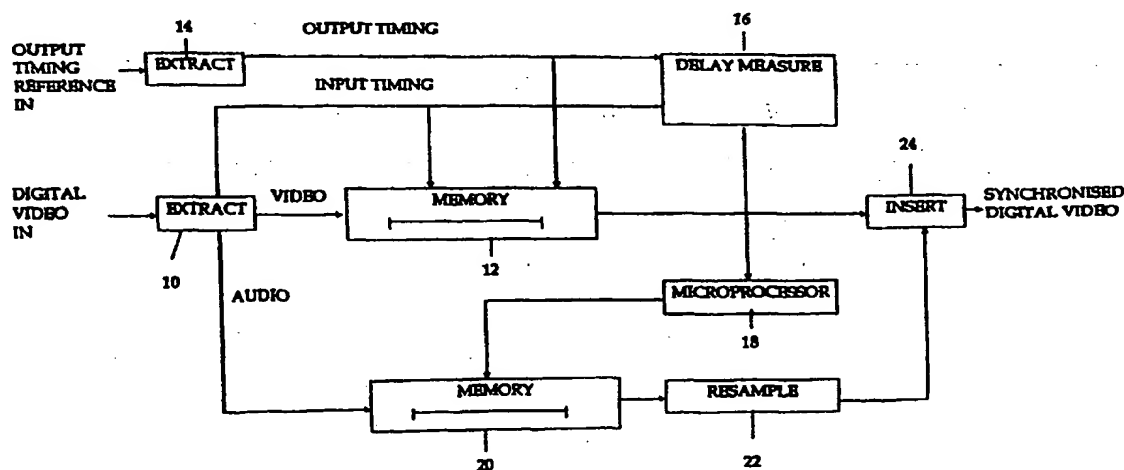 14
OUTPUT TIMING
16
OUTPUT
TIMING
REFERENCE
IN
EXTRACT
DELAY MEASURE
INPUT TIMING
24
DIGITAL
VIDEO
IN
EXTRACT
VIDEO
MEMORY
INSERT
SYNCHRONISED
DIGITAL VIDEO
10
12
AUDIO
MICROPROCESSOR
18
MEMORY
RESAMPLE
20
22